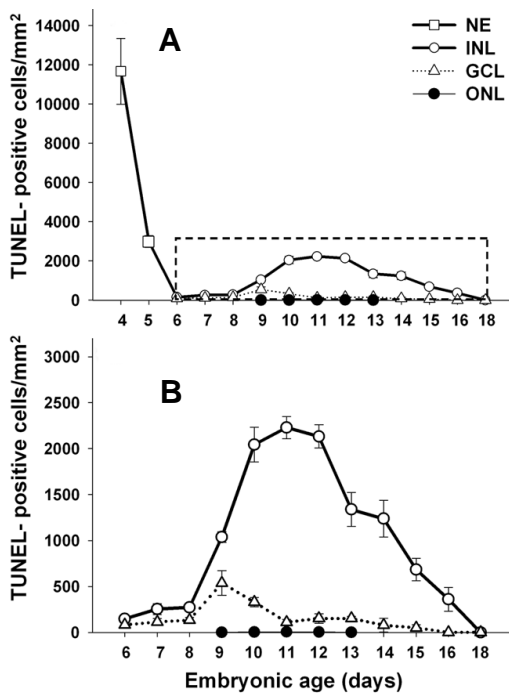 A
NE
INL
GCL
ONL
TUNEL- positive cells/mm²
14000
12000
10000
8000
6000
4000
2000
0
4 5 6 7 8 9 10 11 12 13 14 15 16 18
B
TUNEL- positive cells/mm²
3000
2500
2000
1500
1000
500
0
6 7 8 9 10 11 12 13 14 15 16 18
Embryonic age (days)